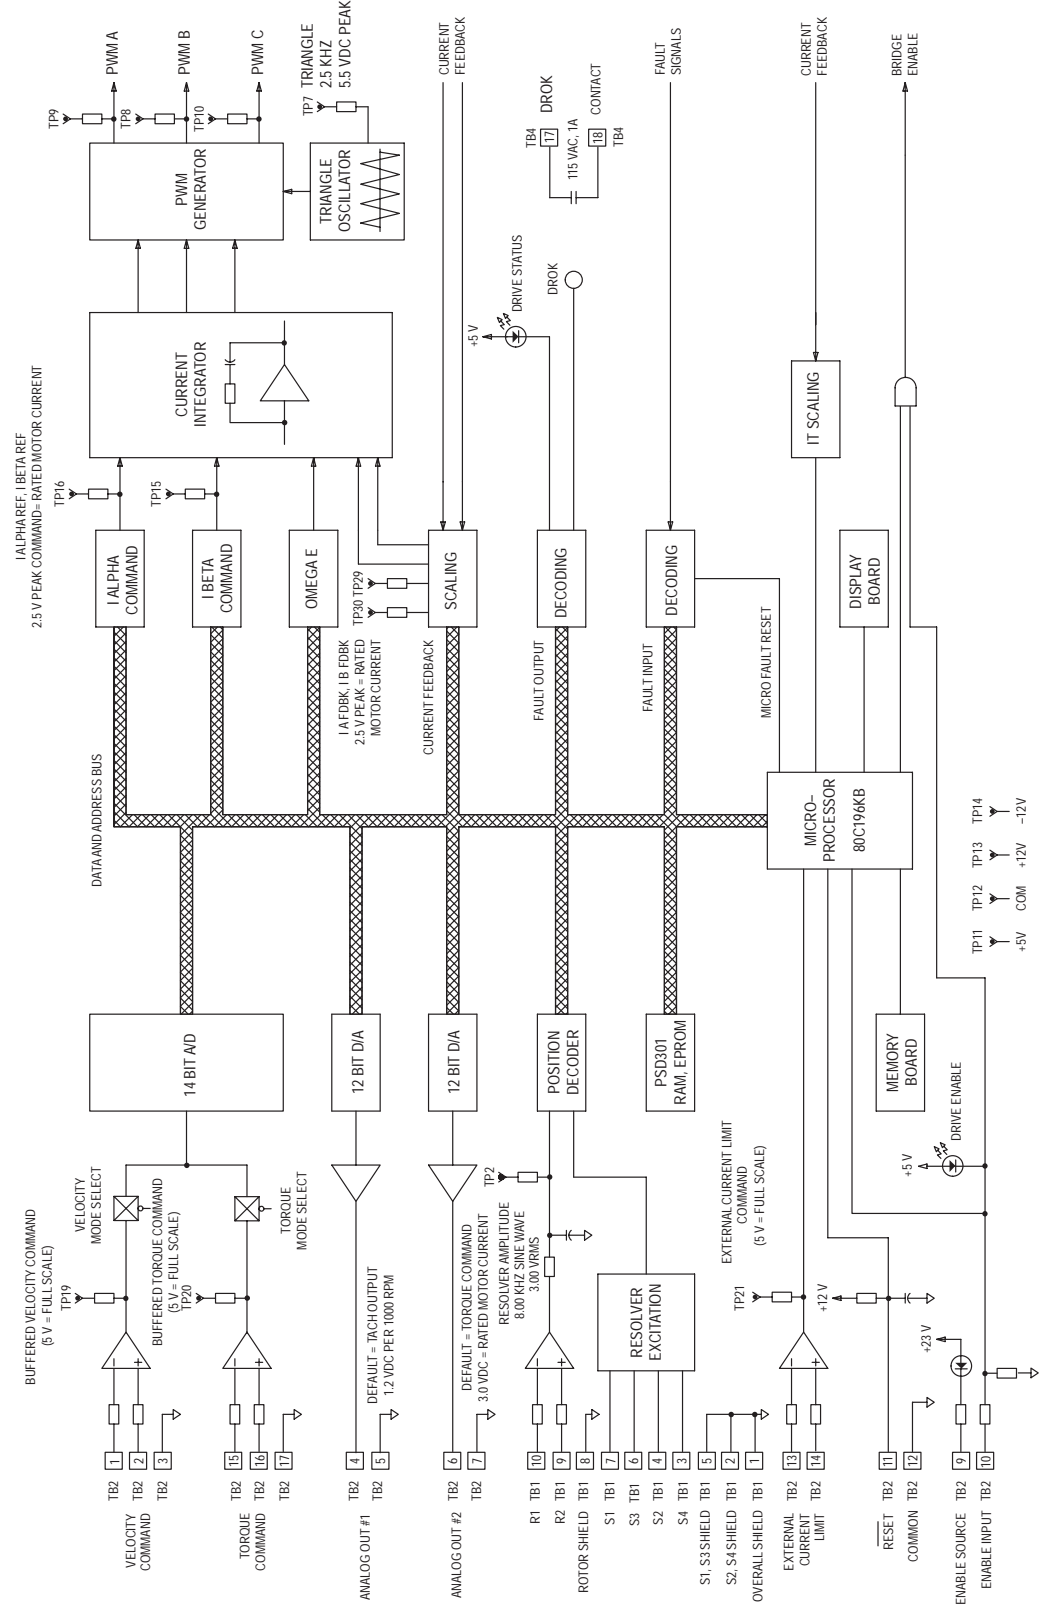 VELOCITY
COMMAND
TB2 1
TB2 2
TB2 3
BUFFERED VELOCITY COMMAND
(5 V = FULL SCALE)
TP19
VELOCITY
MODE SELECT
TORQUE
COMMAND
TB2 15
TB2 16
TB2 17
BUFFERED TORQUE COMMAND
(5 V = FULL SCALE)
TP20
TORQUE
MODE SELECT
14 BIT A/D
DATA AND ADDRESS BUS
I ALPHA REF, I BETA REF
2.5 V PEAK COMMAND= RATED MOTOR CURRENT
TP16
I ALPHA
COMMAND
TP15
I BETA
COMMAND
OMEGA E
CURRENT
INTEGRATOR
PWM
GENERATOR
TP9
PWM A
TP8
PWM B
TP10
PWM C
TRIANGLE
OSCILLATOR
TP7
TRIANGLE
2.5 KHZ
5.5 VDC PEAK
ANALOG OUT #1
TB2 4
TB2 5
DEFAULT = TACH OUTPUT
1.2 VDC PER 1000 RPM
12 BIT D/A
I A FDBK, I B FDBK
2.5 V PEAK = RATED
MOTOR CURRENT
TP30 TP29
CURRENT FEEDBACK
SCALING
CURRENT
FEEDBACK
ANALOG OUT #2
TB2 6
TB2 7
DEFAULT = TORQUE COMMAND
3.0 VDC = RATED MOTOR CURRENT
12 BIT D/A
R1 TB1 10
R2 TB1 9
ROTOR SHIELD TB1 8
RESOLVER AMPLITUDE
8.00 KHZ SINE WAVE
3.00 VRMS
TP2
POSITION
DECODER
FAULT OUTPUT
DECODING
+5 V
DRIVE STATUS
DROK
TB4
17
DROK
115 VAC, 1A
18
CONTACT
TB4
S1 TB1 7
S3 TB1 6
S2 TB1 4
S4 TB1 3
RESOLVER
EXCITATION
PSD301
RAM, EPROM
FAULT INPUT
DECODING
FAULT
SIGNALS
S1, S3 SHIELD TB1 5
S2, S4 SHIELD TB1 2
OVERALL SHIELD TB1 1
EXTERNAL CURRENT LIMIT
COMMAND
(5 V = FULL SCALE)
TP21
MICRO FAULT RESET
EXTERNAL
CURRENT
LIMIT
TB2 13
TB2 14
MICRO–
PROCESSOR
80C196KB
IT SCALING
CURRENT
FEEDBACK
+12 V
DISPLAY
BOARD
BRIDGE
ENABLE
RESET TB2 11
COMMON TB2 12
MEMORY
BOARD
+23 V
+5 V
DRIVE ENABLE
ENABLE SOURCE TB2 9
ENABLE INPUT TB2 10
TP11 TP12 TP13 TP14
+5V COM +12V –12V